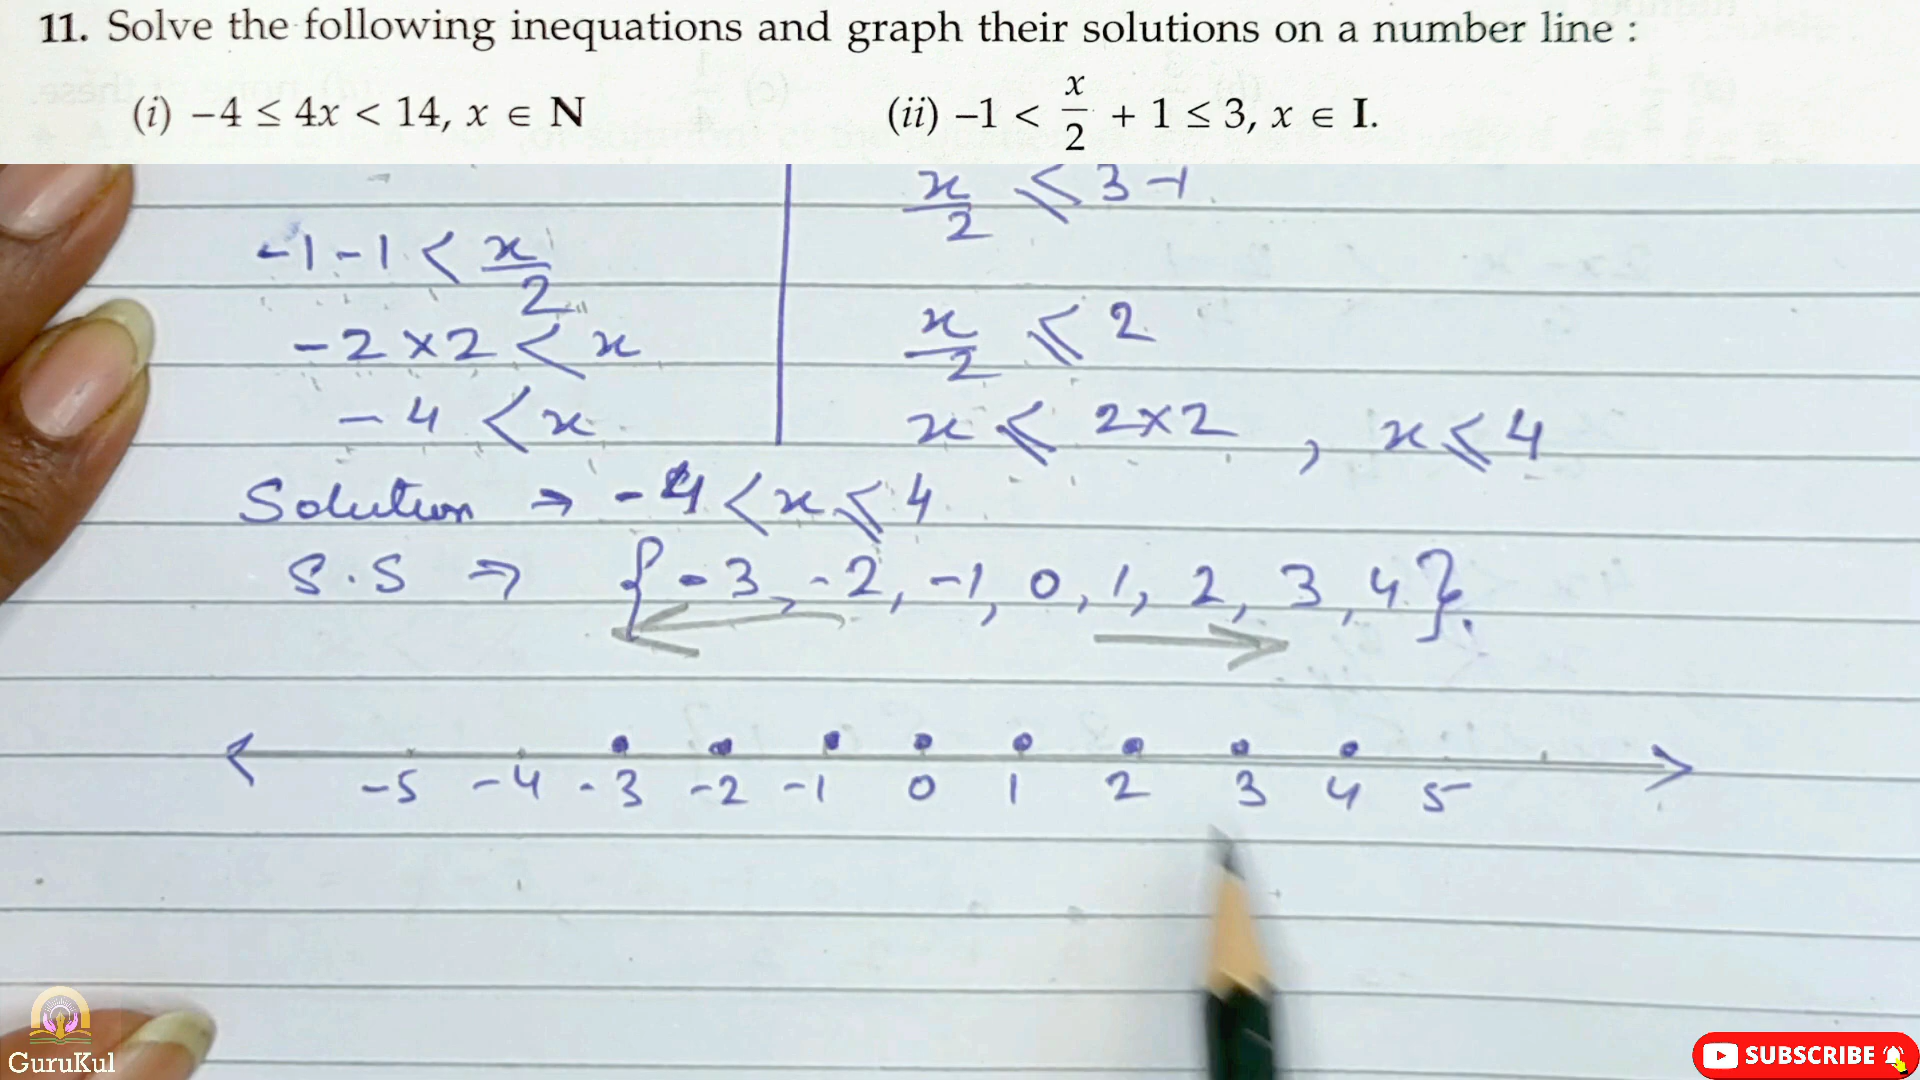 11. Solve the following inequations and graph their solutions on a number line :
(i) −4 ≤ 4x < 14, x ∈ N
(ii) −1 < x/2 + 1 ≤ 3, x ∈ I.
x/2 ≤ 3 -1
-1 -1 < x/2
-2 × 2 < x
x/2 ≤ 2
-4 < x
x ≤ 2×2 , x ≤ 4
Solution → -4 < x ≤ 4
S.S ⇒ {-3, -2, -1, 0, 1, 2, 3, 4}.
-5 -4 -3 -2 -1 0 1 2 3 4 5
GuruKul
SUBSCRIBE